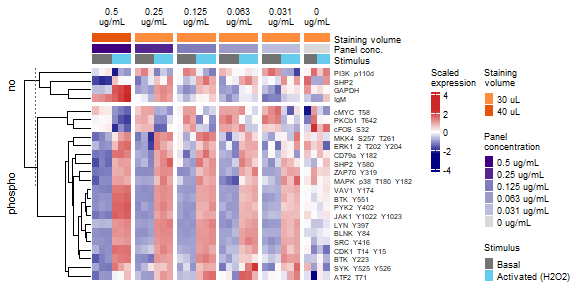 0.5 0.25 0.125 0.063 0.031 0
ug/mL ug/mL ug/mL ug/mL ug/mL ug/mL
Staining volume
Panel conc.
Stimulus
no
PI3K p110d
SHP2
GAPDH
IgM
phospho
cMYC T58
PKCb1 T642
cFOS S32
MKK4 S257 T261
ERK1 2 T202 Y204
CD79a Y182
SHP2 Y580
ZAP70 Y319
MAPK p38 T180 Y182
VAV1 Y174
BTK Y551
PYK2 Y402
JAK1 Y1022 Y1023
LYN Y397
BLNK Y84
SRC Y416
CDK1 T14 Y15
BTK Y223
SYK Y525 Y526
ATF2 T71
Scaled
expression
4
2
0
-2
-4
Staining
volume
30 uL
40 uL
Panel
concentration
0.5 ug/mL
0.25 ug/mL
0.125 ug/mL
0.063 ug/mL
0.031 ug/mL
0 ug/mL
Stimulus
Basal
Activated (H2O2)